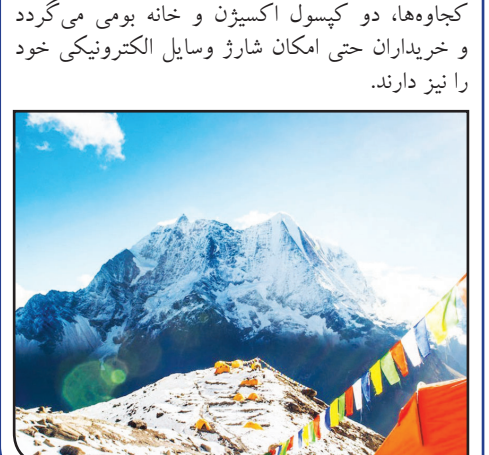 کجاوه‌ها، دو کپسول اکسیژن و خانه بومی می‌گردد
و خریداران حتی امکان شارژ وسایل الکترونیکی خود
را نیز دارند.